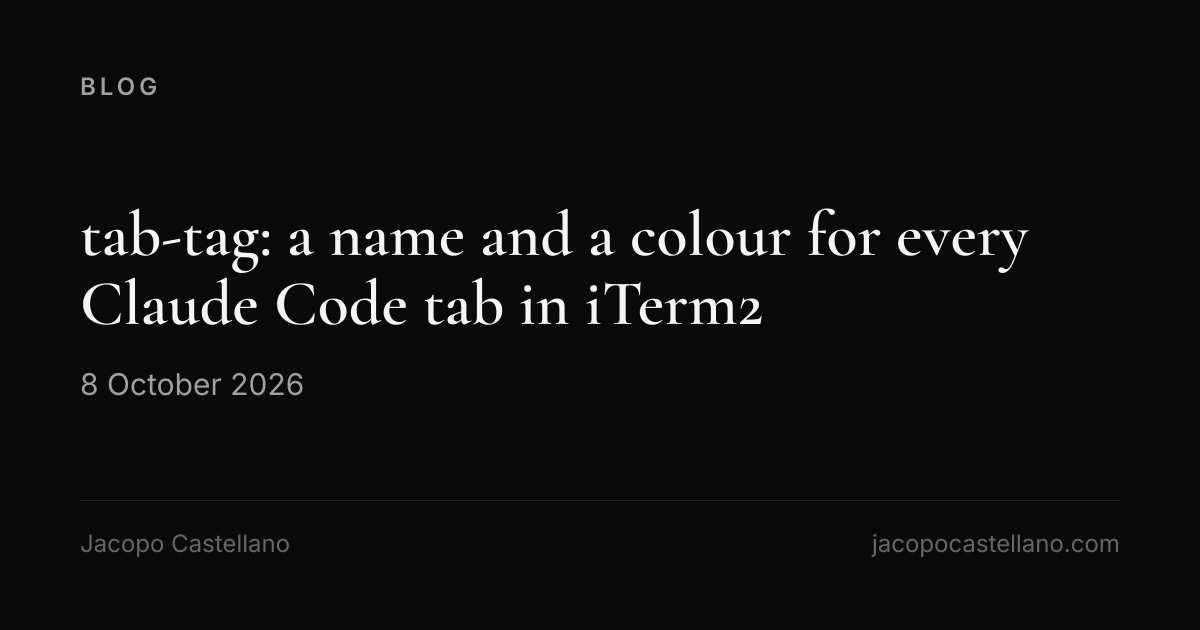 BLOG
tab-tag: a name and a colour for every
Claude Code tab in iTerm2
8 October 2026
Jacopo Castellano
jacopocastellano.com